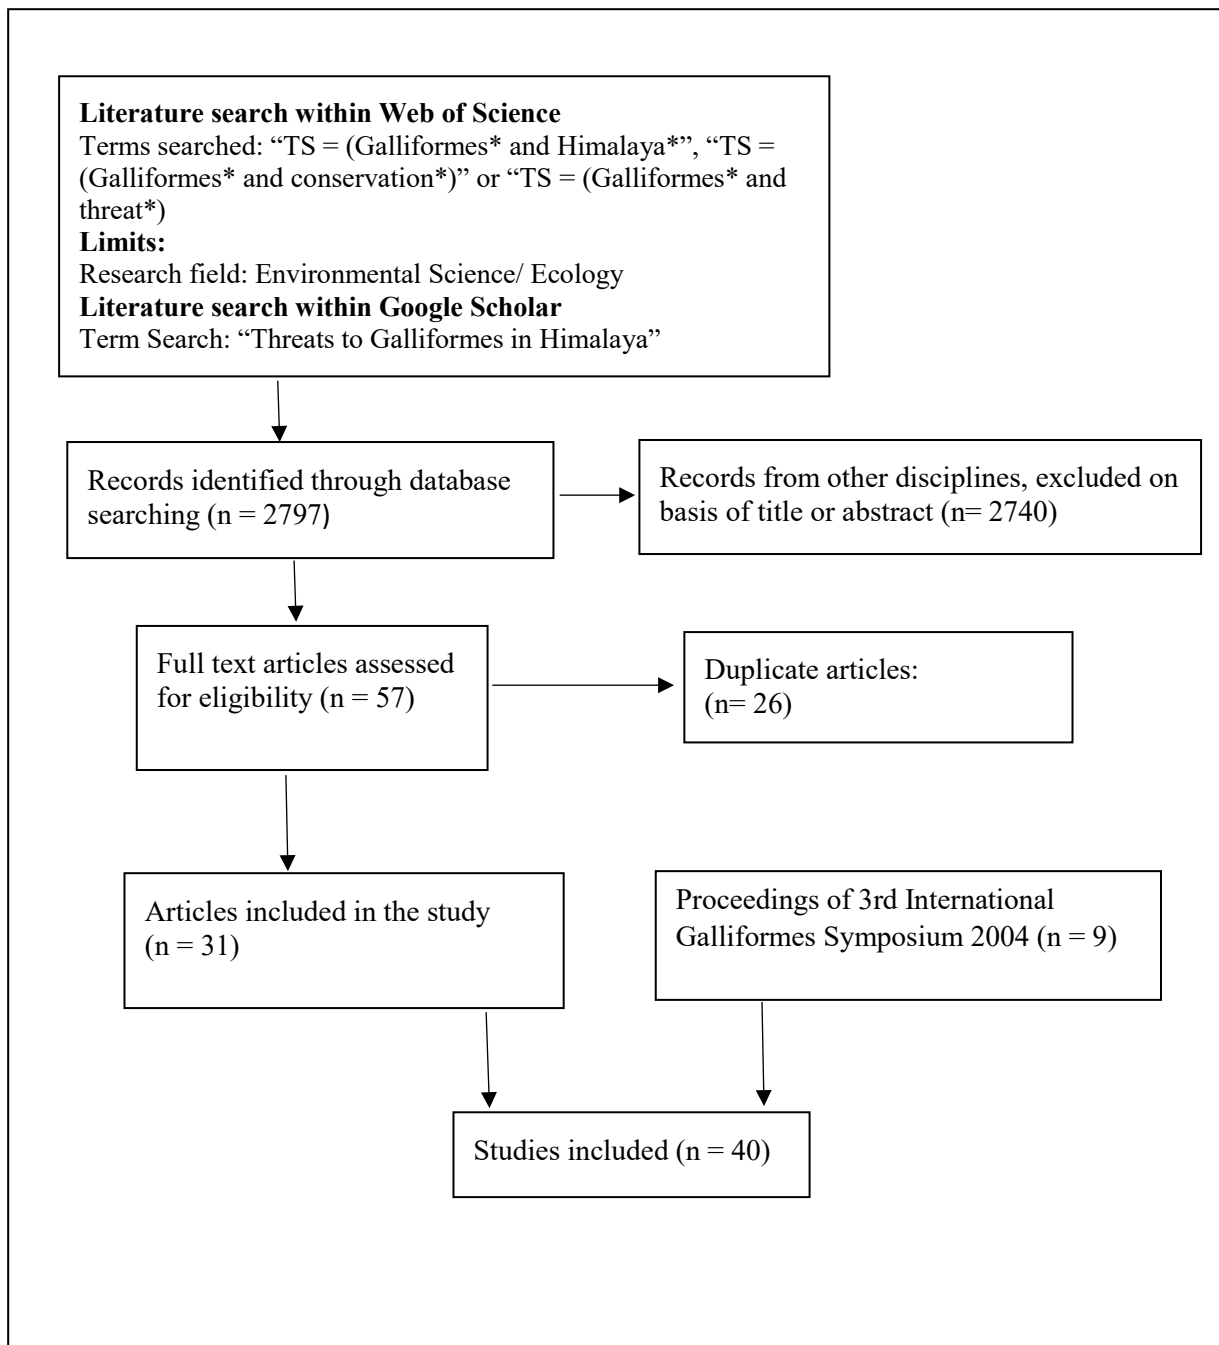 Literature search within Web of Science
Terms searched: “TS = (Galliformes* and Himalaya*”, “TS =
(Galliformes* and conservation*)” or “TS = (Galliformes* and
threat*)
Limits:
Research field: Environmental Science/ Ecology
Literature search within Google Scholar
Term Search: “Threats to Galliformes in Himalaya”
Records identified through database
searching (n = 2797)
Records from other disciplines, excluded on
basis of title or abstract (n= 2740)
Full text articles assessed
for eligibility (n = 57)
Duplicate articles:
(n= 26)
Articles included in the study
(n = 31)
Proceedings of 3rd International
Galliformes Symposium 2004 (n = 9)
Studies included (n = 40)